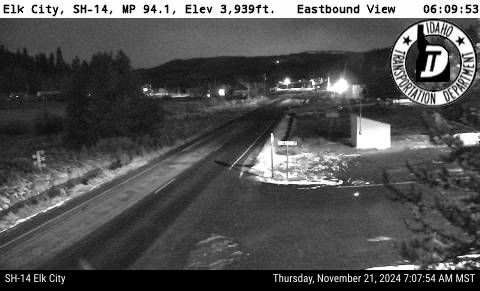 Elk City, SH-14, MP 94.1, Elev 3,939ft. Eastbound View 06:09:53
IDAHO
TRANSPORTATION DEPARTMENT
SH-14 Elk City Thursday, November 21, 2024 7:07:54 AM MST